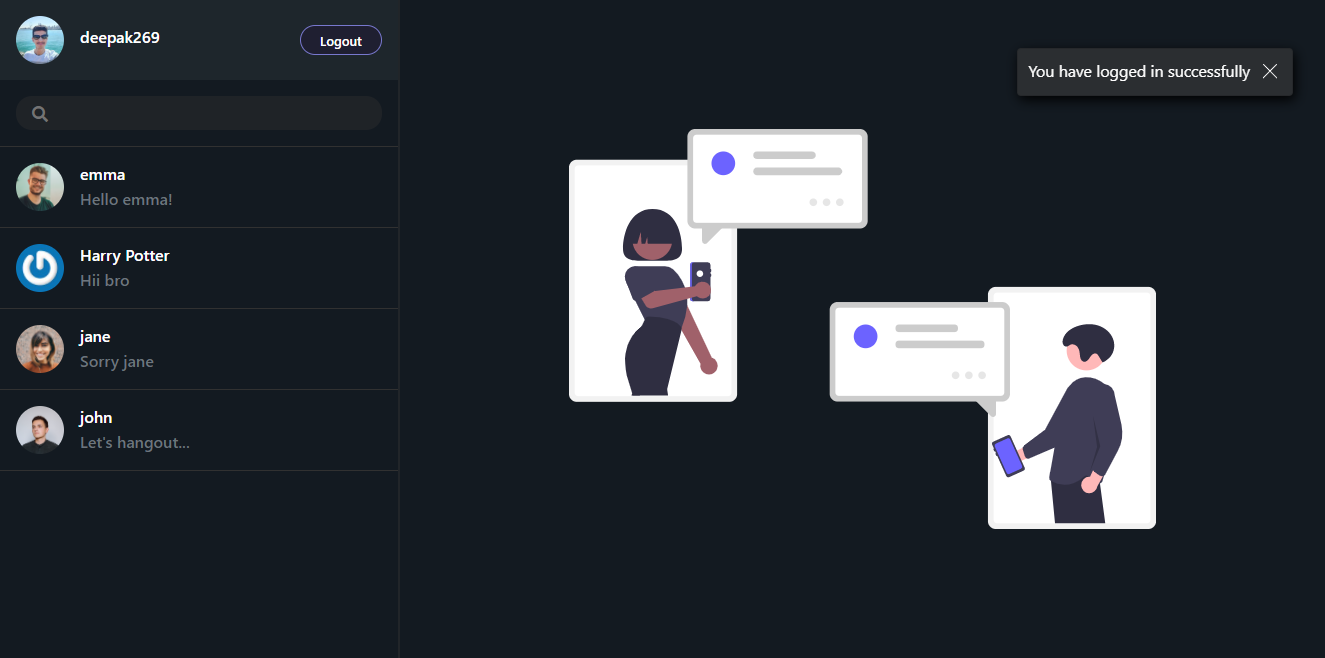 deepak269
Logout
You have logged in successfully
emma
Hello emma!
Harry Potter
Hii bro
jane
Sorry jane
john
Let's hangout...